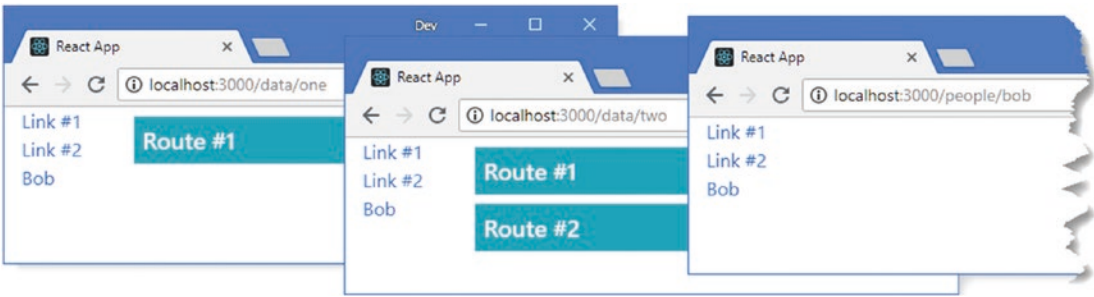 Dev
React App
localhost:3000/data/one
Link #1
Link #2
Bob
Route #1
React App
localhost:3000/data/two
Link #1
Link #2
Bob
Route #1
Route #2
React App
localhost:3000/people/bob
Link #1
Link #2
Bob